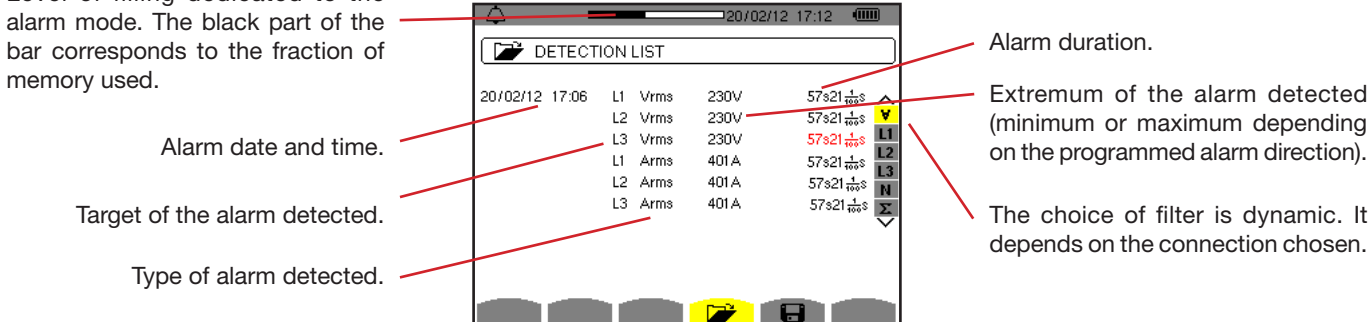 Level of filling dedicated to the
alarm mode. The black part of the
bar corresponds to the fraction of
memory used.
Alarm date and time.
Target of the alarm detected.
Type of alarm detected.
20/02/12 17:12
DETECTION LIST
20/02/12 17:06 L1 Vrms 230V 57s21 1/100 s
L2 Vrms 230V 57s21 1/100 s
L3 Vrms 230V 57s21 1/100 s
L1 Arms 401A 57s21 1/100 s
L2 Arms 401A 57s21 1/100 s
L3 Arms 401A 57s21 1/100 s
∀
L1
L2
L3
N
Σ
Alarm duration.
Extremum of the alarm detected
(minimum or maximum depending
on the programmed alarm direction).
The choice of filter is dynamic. It
depends on the connection chosen.